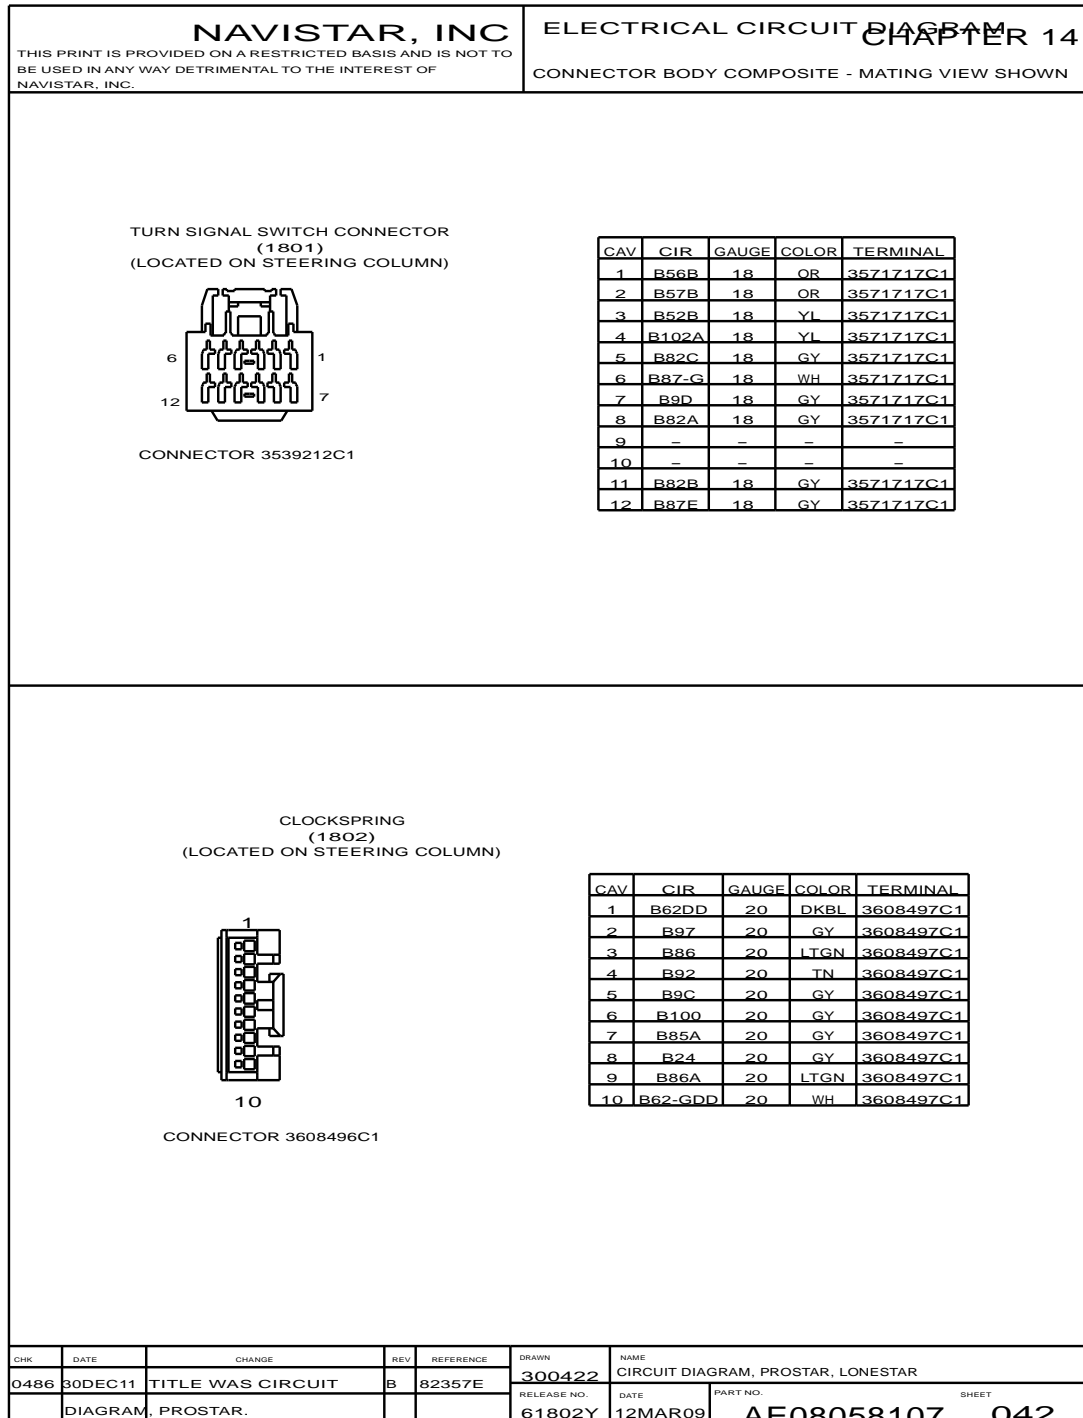 NAVISTAR, INC
THIS PRINT IS PROVIDED ON A RESTRICTED BASIS AND IS NOT TO
BE USED IN ANY WAY DETRIMENTAL TO THE INTEREST OF
NAVISTAR, INC.
ELECTRICAL CIRCUIT DIAGRAM
CHAPTER 14
CONNECTOR BODY COMPOSITE - MATING VIEW SHOWN
TURN SIGNAL SWITCH CONNECTOR
(1801)
(LOCATED ON STEERING COLUMN)
6 1
12 7
CONNECTOR 3539212C1
CAV CIR GAUGE COLOR TERMINAL
1 B56B 18 OR 3571717C1
2 B57B 18 OR 3571717C1
3 B52B 18 YL 3571717C1
4 B102A 18 YL 3571717C1
5 B82C 18 GY 3571717C1
6 B87-G 18 WH 3571717C1
7 B9D 18 GY 3571717C1
8 B82A 18 GY 3571717C1
9 – – – –
10 – – – –
11 B82B 18 GY 3571717C1
12 B87E 18 GY 3571717C1
CLOCKSPRING
(1802)
(LOCATED ON STEERING COLUMN)
1
10
CONNECTOR 3608496C1
CAV CIR GAUGE COLOR TERMINAL
1 B62DD 20 DKBL 3608497C1
2 B97 20 GY 3608497C1
3 B86 20 LTGN 3608497C1
4 B92 20 TN 3608497C1
5 B9C 20 GY 3608497C1
6 B100 20 GY 3608497C1
7 B85A 20 GY 3608497C1
8 B24 20 GY 3608497C1
9 B86A 20 LTGN 3608497C1
10 B62-GDD 20 WH 3608497C1
CHK DATE CHANGE REV REFERENCE
0486 30DEC11 TITLE WAS CIRCUIT B 82357E
DIAGRAM, PROSTAR.
DRAWN
300422
NAME
CIRCUIT DIAGRAM, PROSTAR, LONESTAR
RELEASE NO.
61802Y
DATE
12MAR09
PART NO.
AE08058107
SHEET
042